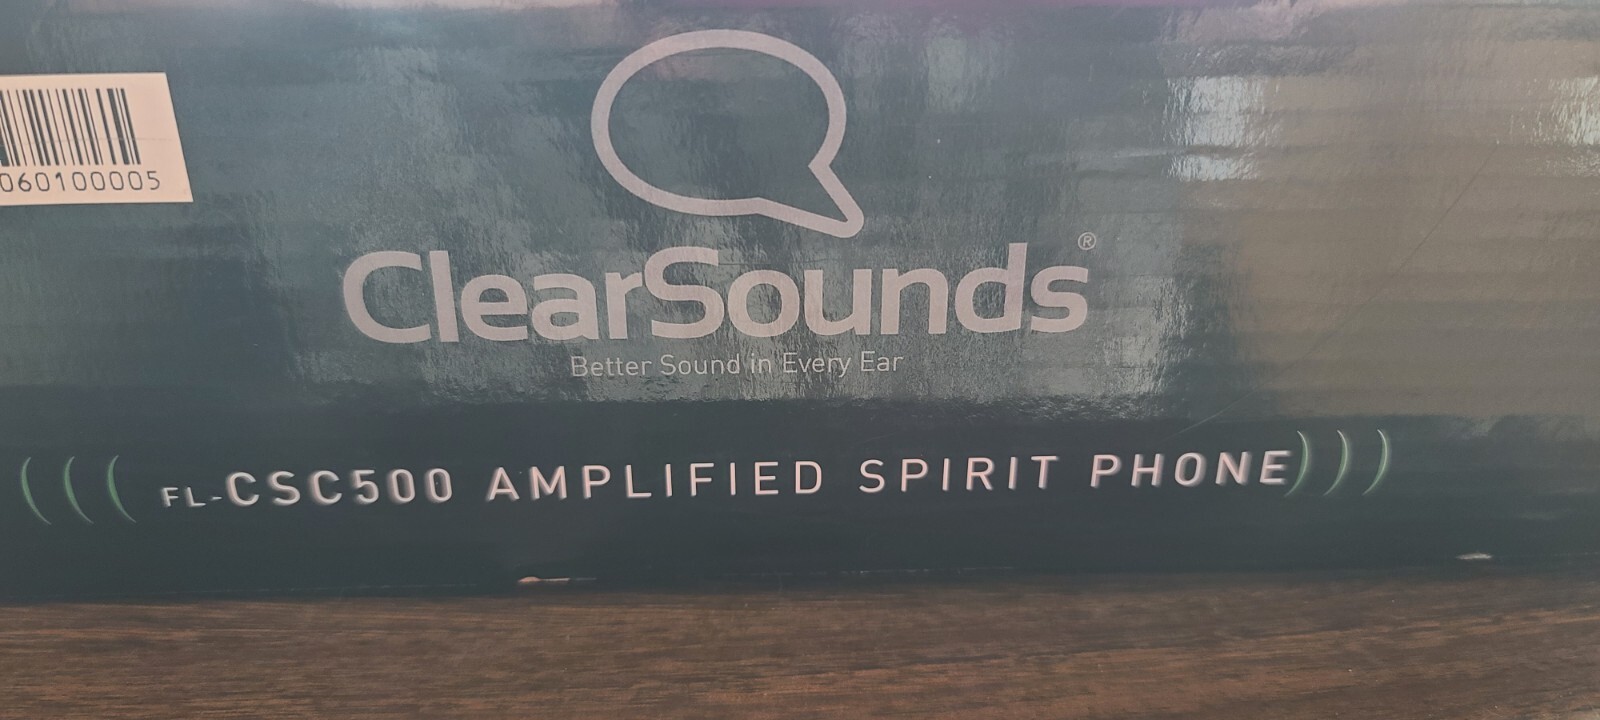 060100005
ClearSounds®
Better Sound in Every Ear
FL-CSC500 AMPLIFIED SPIRIT PHONE